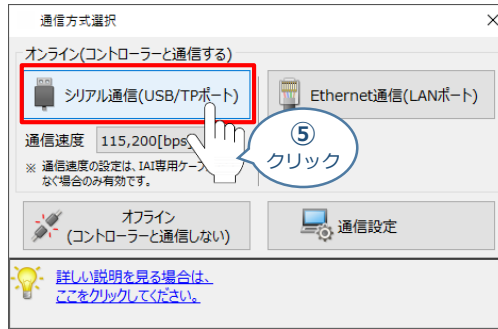 通信方式選択
オンライン(コントローラーと通信する)
シリアル通信(USB/TPポート)
Ethernet通信(LANポート)
通信速度 115,200[bps]
⑤
クリック
※ 通信速度の設定は、IAI専用ケーブ
なぐ場合のみ有効です。
オフライン
(コントローラーと通信しない)
通信設定
詳しい説明を見る場合は、
ここをクリックしてください。